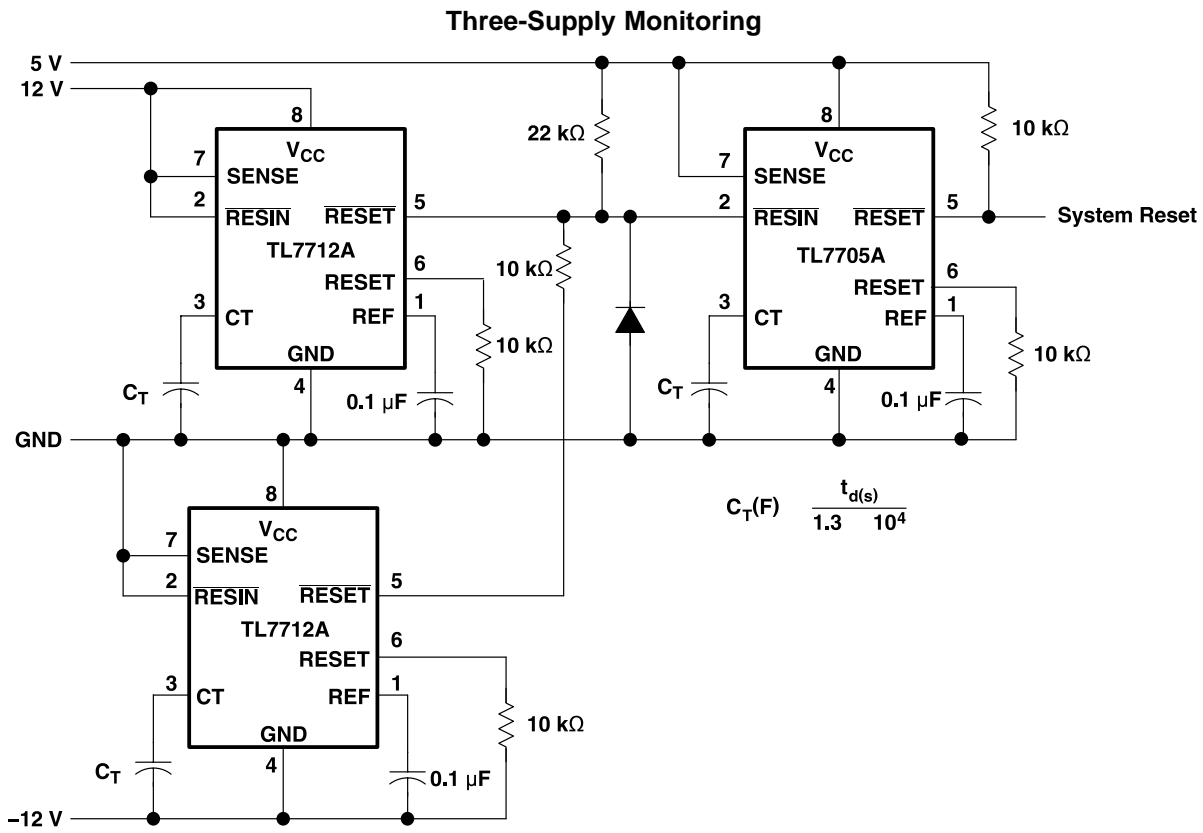 Three-Supply Monitoring
5 V
12 V
8
VCC
7
SENSE
2
RESIN
RESET
5
TL7712A
RESET
6
3
CT
REF
1
GND
4
CT
0.1 µF
10 kΩ
22 kΩ
10 kΩ
8
VCC
7
SENSE
2
RESIN
RESET
5
TL7705A
RESET
6
3
CT
REF
1
GND
4
CT
0.1 µF
10 kΩ
10 kΩ
System Reset
GND
8
VCC
7
SENSE
2
RESIN
RESET
5
TL7712A
RESET
6
3
CT
REF
1
GND
4
CT
0.1 µF
10 kΩ
–12 V
CT(F) td(s)
1.3 10⁴